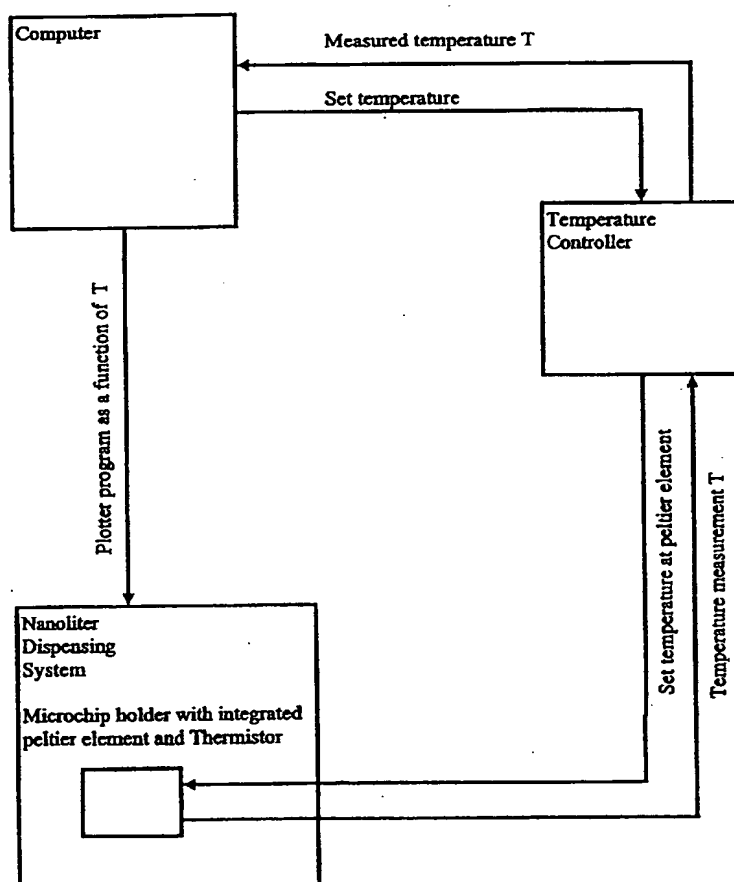 Computer
Measured temperature T
Set temperature
Temperature
Controller
Plotter program as a function of T
Set temperature at peltier element
Temperature measurement T
Nanoliter
Dispensing
System
Microchip holder with integrated
peltier element and Thermistor